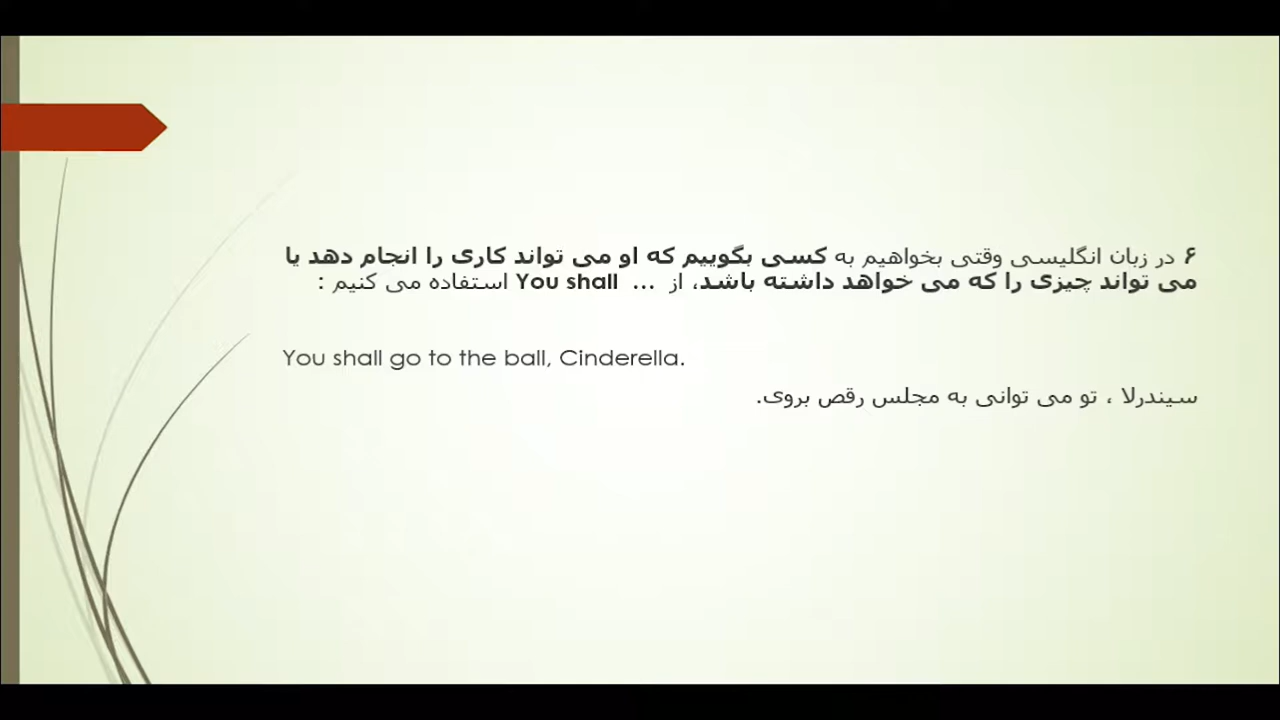 ۶ در زبان انگلیسی وقتی بخواهیم به کسی بگوییم که او می تواند کاری را انجام دهد یا
می تواند چیزی را که می خواهد داشته باشد، از ... You shall استفاده می کنیم :
You shall go to the ball, Cinderella.
سیندرلا ، تو می توانی به مجلس رقص بروی.